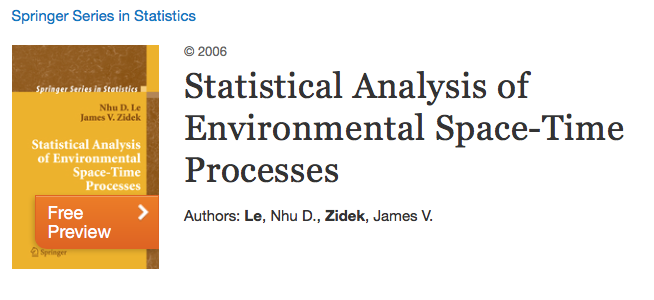 Springer Series in Statistics
© 2006
Statistical Analysis of
Environmental Space-Time
Processes
Authors: Le, Nhu D., Zidek, James V.
Springer Series in Statistics
Nhu D. Le
James V. Zidek
Statistical Analysis
of Environmental
Space-Time
Processes
Free
Preview
Springer